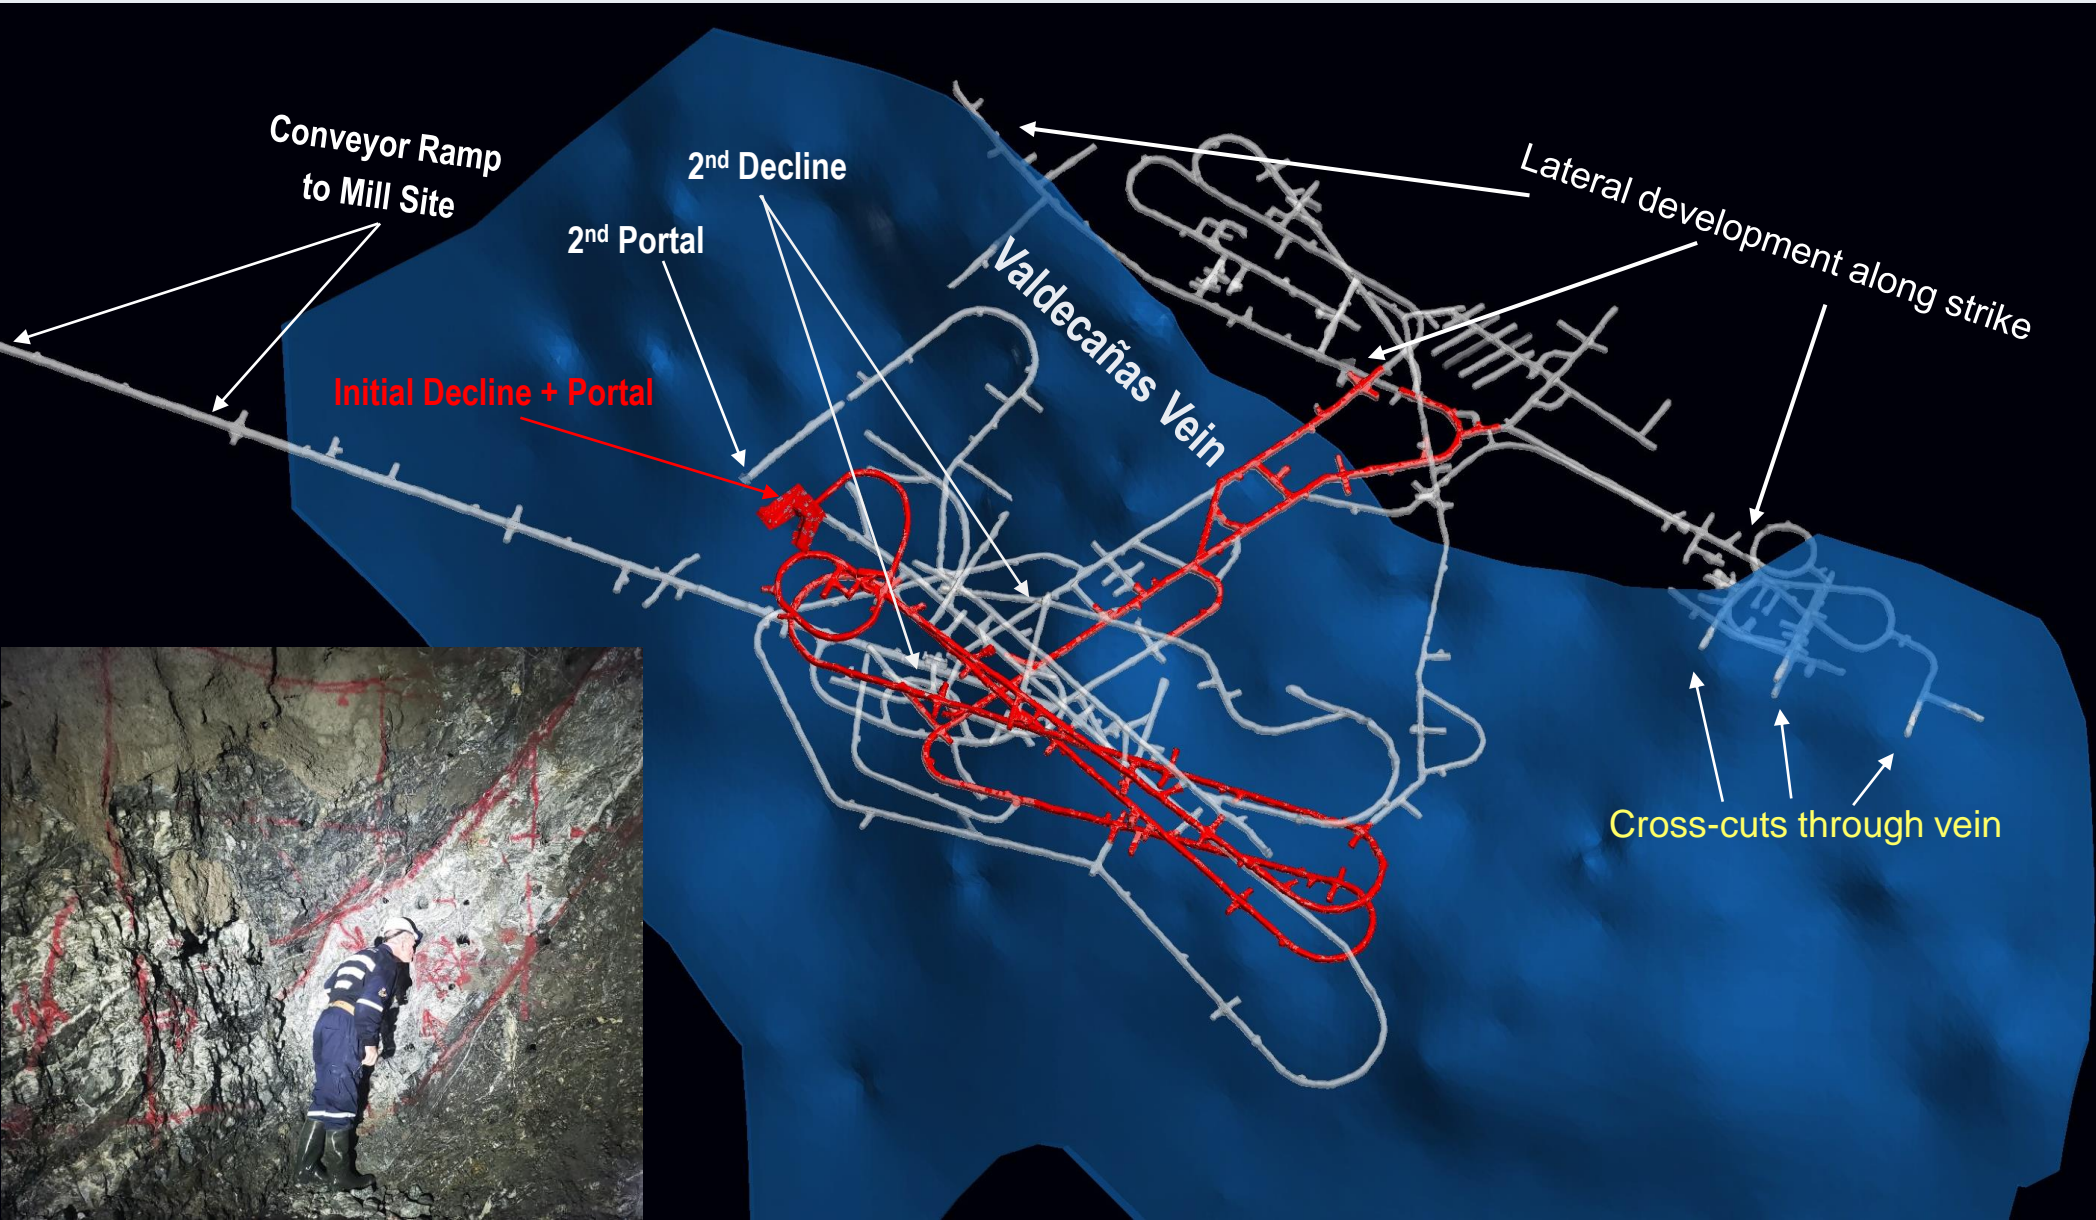 Conveyor Ramp
to Mill Site
2nd Decline
2nd Portal
Initial Decline + Portal
Valdecañas Vein
Lateral development along strike
Cross-cuts through vein